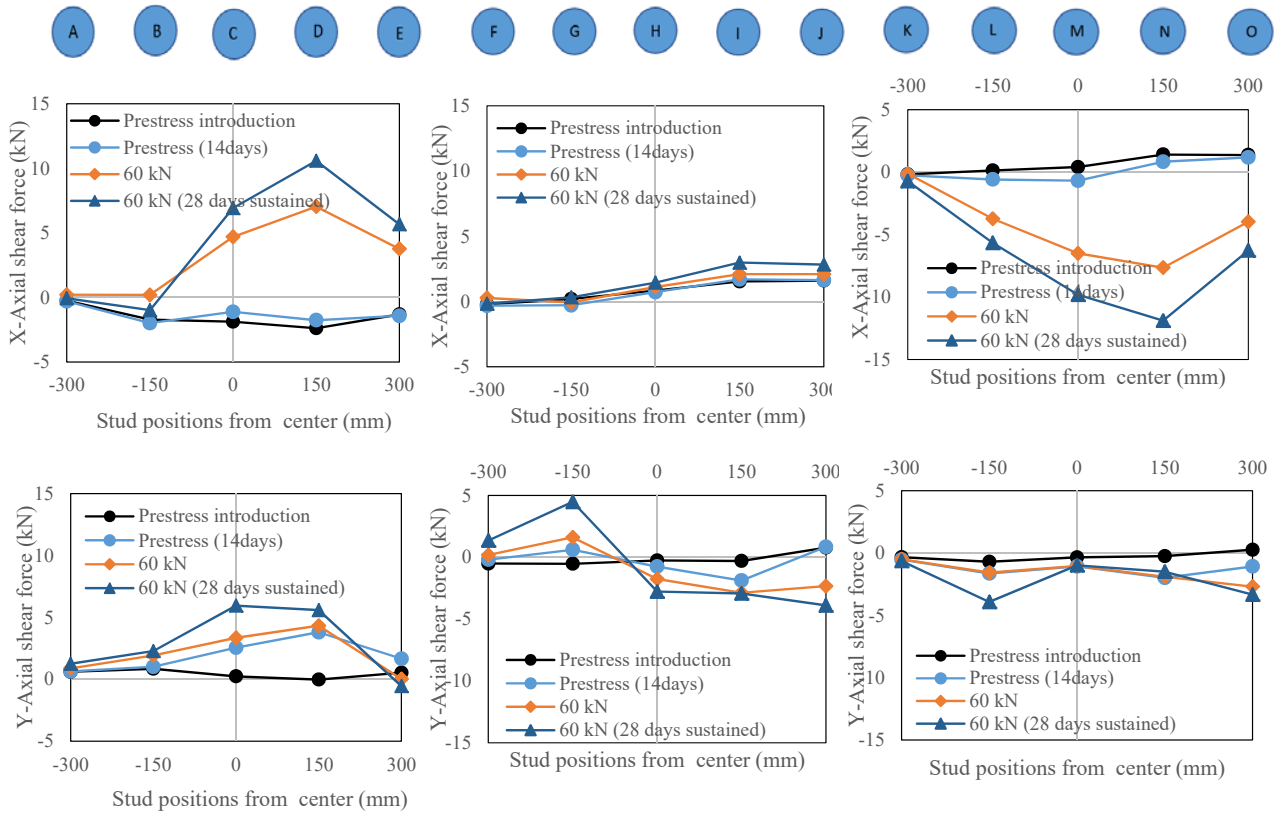 A B C D E F G H I J K L M N O
X-Axial shear force (kN)
15
10
5
0
-5
Prestress introduction
Prestress (14days)
60 kN
60 kN (28 days sustained)
-300 -150 0 150 300
Stud positions from center (mm)
X-Axial shear force (kN)
15
10
5
0
-5
Prestress introduction
Prestress (14days)
60 kN
60 kN (28 days sustained)
-300 -150 0 150 300
Stud positions from center (mm)
-300 -150 0 150 300
X-Axial shear force (kN)
5
0
-5
-10
-15
Prestress introduction
Prestress (14days)
60 kN
60 kN (28 days sustained)
Stud positions from center (mm)
Y-Axial shear force (kN)
15
10
5
0
-5
Prestress introduction
Prestress (14days)
60 kN
60 kN (28 days sustained)
-300 -150 0 150 300
Stud positions from center (mm)
-300 -150 0 150 300
Y-Axial shear force (kN)
5
0
-5
-10
-15
Prestress introduction
Prestress (14days)
60 kN
60 kN (28 days sustained)
Stud positions from center (mm)
-300 -150 0 150 300
Y-Axial shear force (kN)
5
0
-5
-10
-15
Prestress introduction
Prestress (14days)
60 kN
60 kN (28 days sustained)
Stud positions from center (mm)